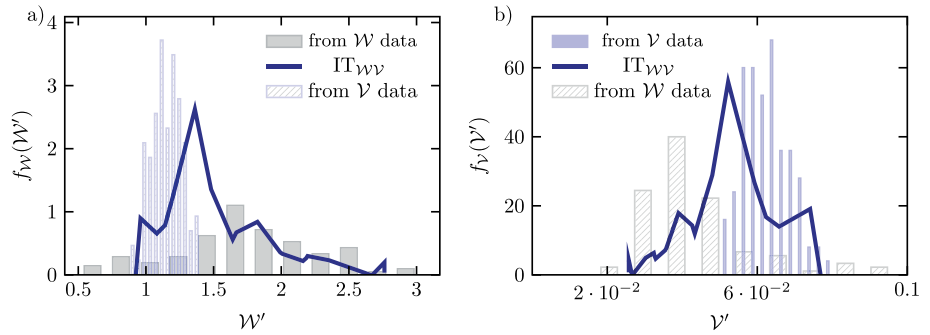 a)
f_𝒲(𝒲′)
4
3
2
1
0
from 𝒲 data
IT_𝒲𝒱
from 𝒱 data
0.5 1 1.5 2 2.5 3
𝒲′
b)
f_𝒱(𝒱′)
60
40
20
0
from 𝒱 data
IT_𝒲𝒱
from 𝒲 data
2 · 10⁻² 6 · 10⁻² 0.1
𝒱′